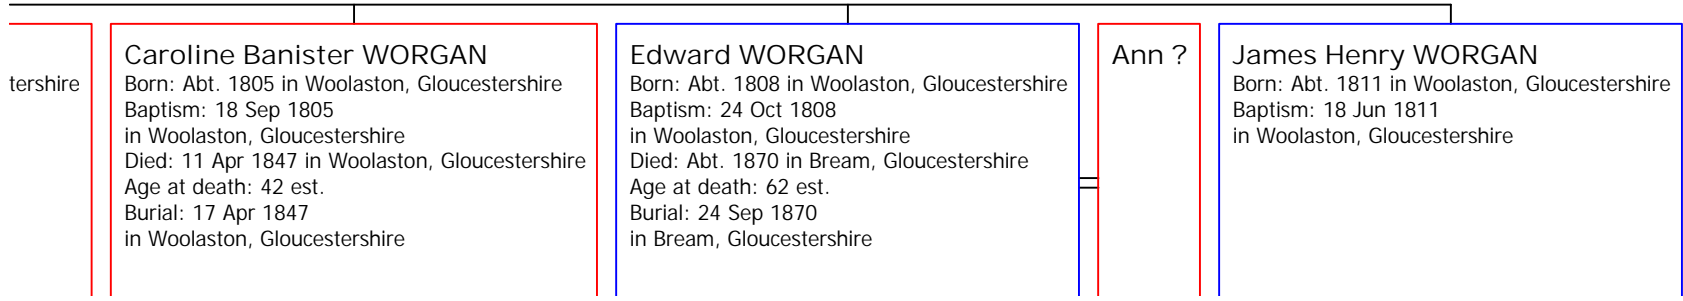 tershire
Caroline Banister WORGAN
Born: Abt. 1805 in Woolaston, Gloucestershire
Baptism: 18 Sep 1805
in Woolaston, Gloucestershire
Died: 11 Apr 1847 in Woolaston, Gloucestershire
Age at death: 42 est.
Burial: 17 Apr 1847
in Woolaston, Gloucestershire
Edward WORGAN
Born: Abt. 1808 in Woolaston, Gloucestershire
Baptism: 24 Oct 1808
in Woolaston, Gloucestershire
Died: Abt. 1870 in Bream, Gloucestershire
Age at death: 62 est.
Burial: 24 Sep 1870
in Bream, Gloucestershire
Ann ?
James Henry WORGAN
Born: Abt. 1811 in Woolaston, Gloucestershire
Baptism: 18 Jun 1811
in Woolaston, Gloucestershire